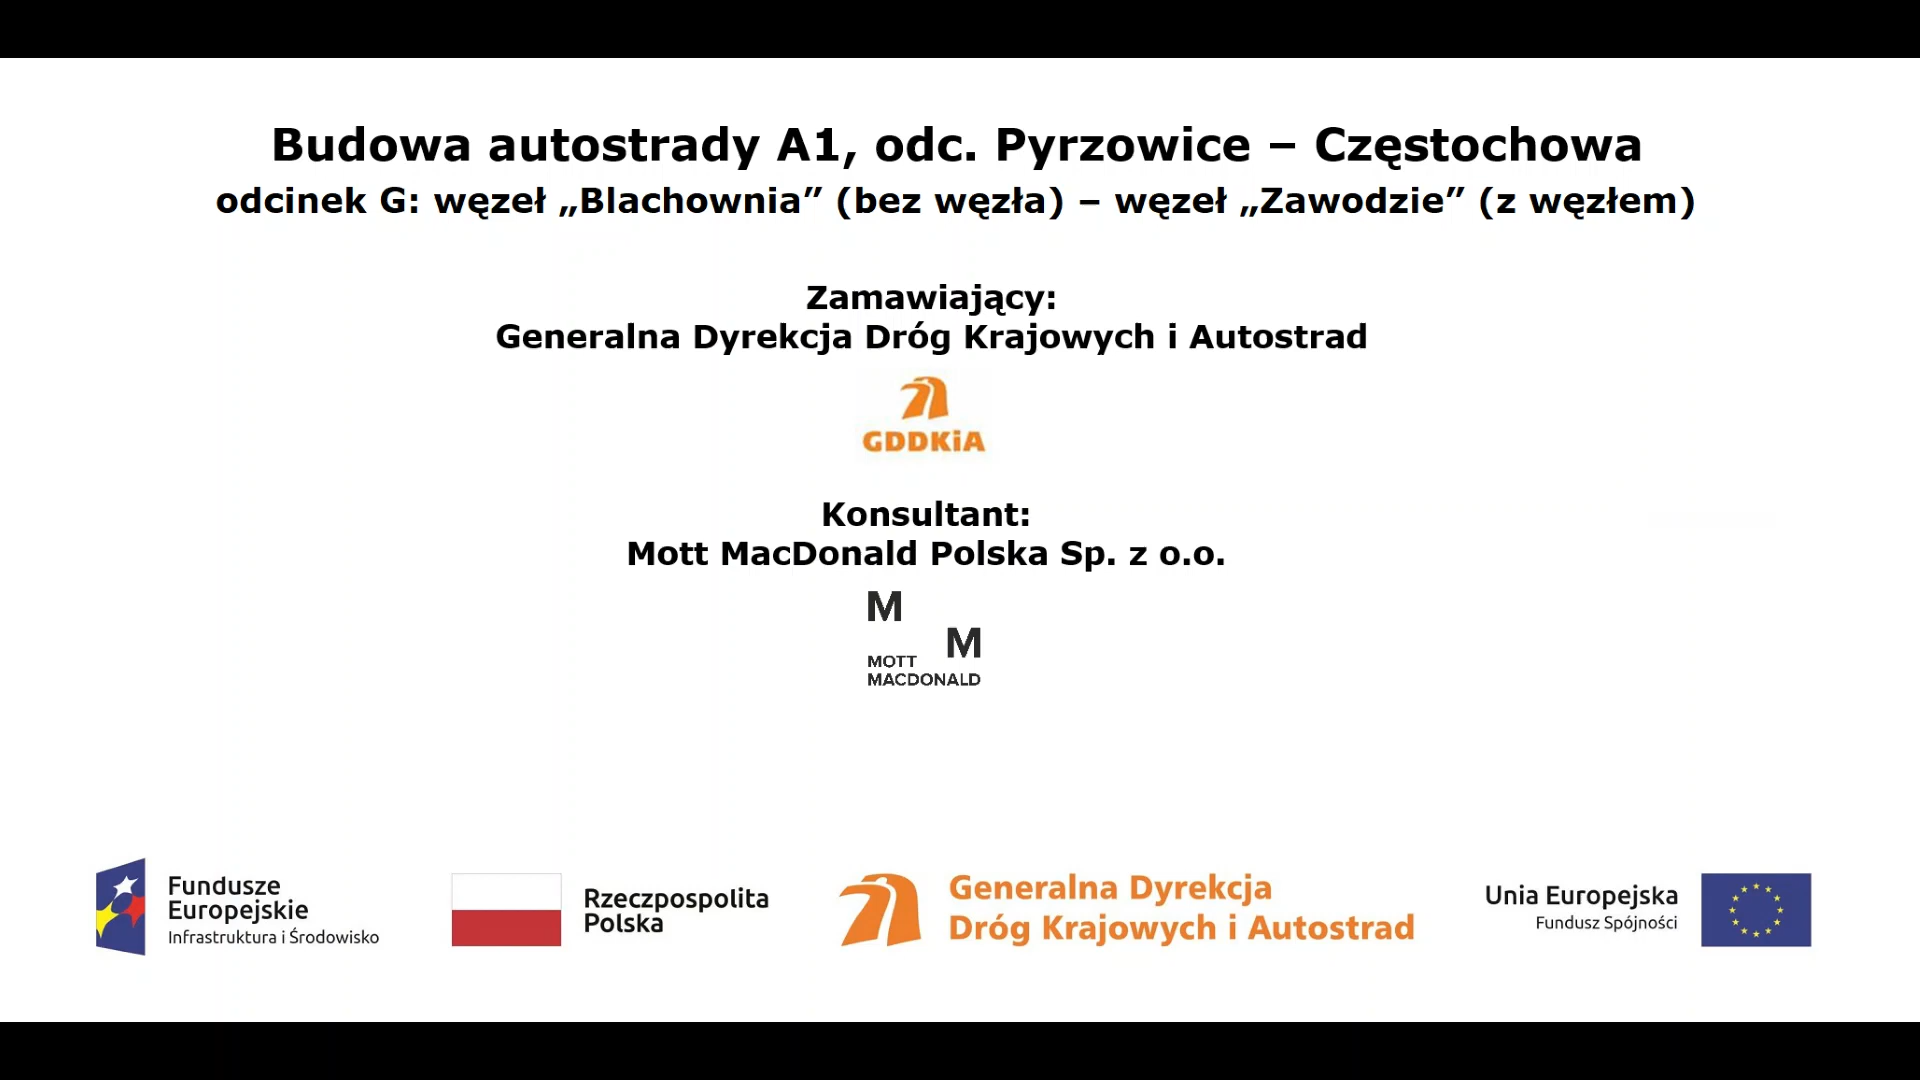 Budowa autostrady A1, odc. Pyrzowice – Częstochowa
odcinek G: węzeł „Blachownia” (bez węzła) – węzeł „Zawodzie” (z węzłem)
Zamawiający:
Generalna Dyrekcja Dróg Krajowych i Autostrad
GDDKiA
Konsultant:
Mott MacDonald Polska Sp. z o.o.
M
M
MOTT
MACDONALD
Fundusze
Europejskie
Infrastruktura i Środowisko
Rzeczpospolita
Polska
Generalna Dyrekcja
Dróg Krajowych i Autostrad
Unia Europejska
Fundusz Spójności